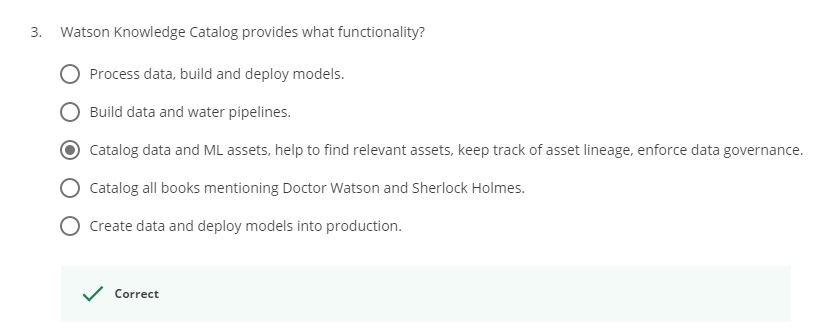 3. Watson Knowledge Catalog provides what functionality?
Process data, build and deploy models.
Build data and water pipelines.
Catalog data and ML assets, help to find relevant assets, keep track of asset lineage, enforce data governance.
Catalog all books mentioning Doctor Watson and Sherlock Holmes.
Create data and deploy models into production.
Correct